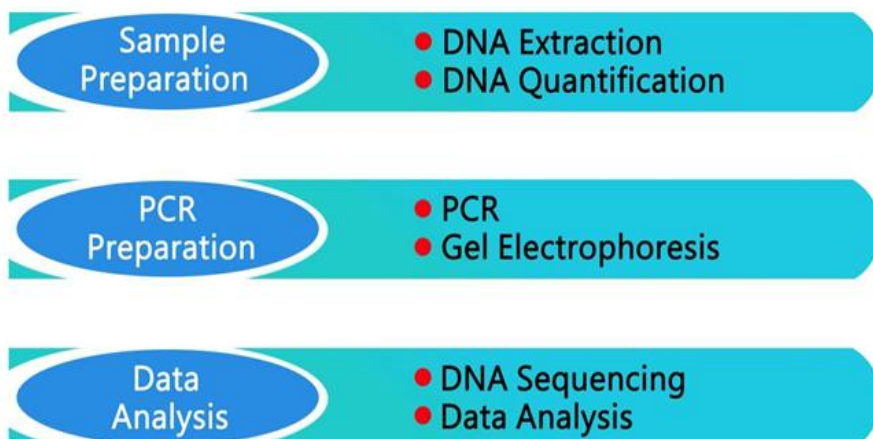 Sample
Preparation
DNA Extraction
DNA Quantification
PCR
Preparation
PCR
Gel Electrophoresis
Data
Analysis
DNA Sequencing
Data Analysis